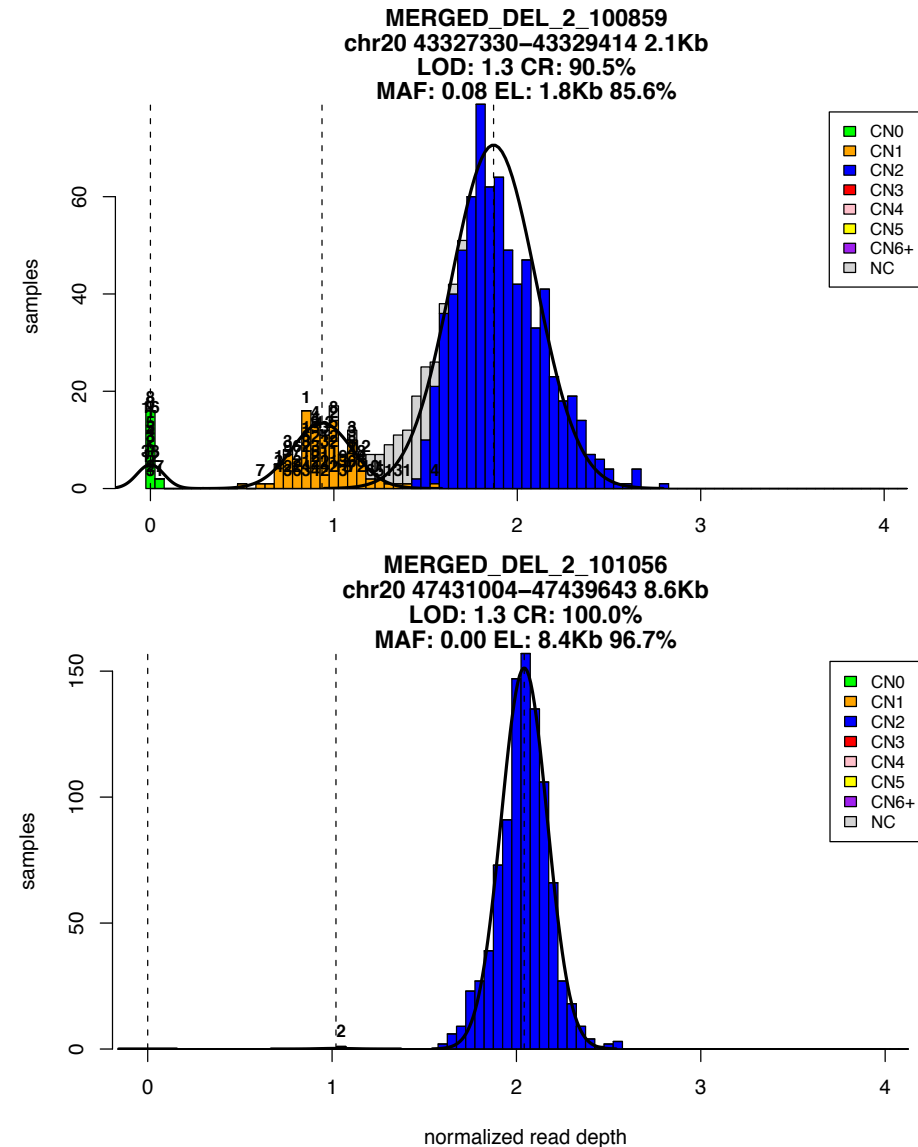 MERGED_DEL_2_100859
chr20 43327330−43329414 2.1Kb
LOD: 1.3 CR: 90.5%
MAF: 0.08 EL: 1.8Kb 85.6%
samples
0
20
40
60
0
1
2
3
4
1
7
4
CN0
CN1
CN2
CN3
CN4
CN5
CN6+
NC
MERGED_DEL_2_101056
chr20 47431004−47439643 8.6Kb
LOD: 1.3 CR: 100.0%
MAF: 0.00 EL: 8.4Kb 96.7%
samples
0
50
100
150
0
1
2
3
4
2
CN0
CN1
CN2
CN3
CN4
CN5
CN6+
NC
normalized read depth